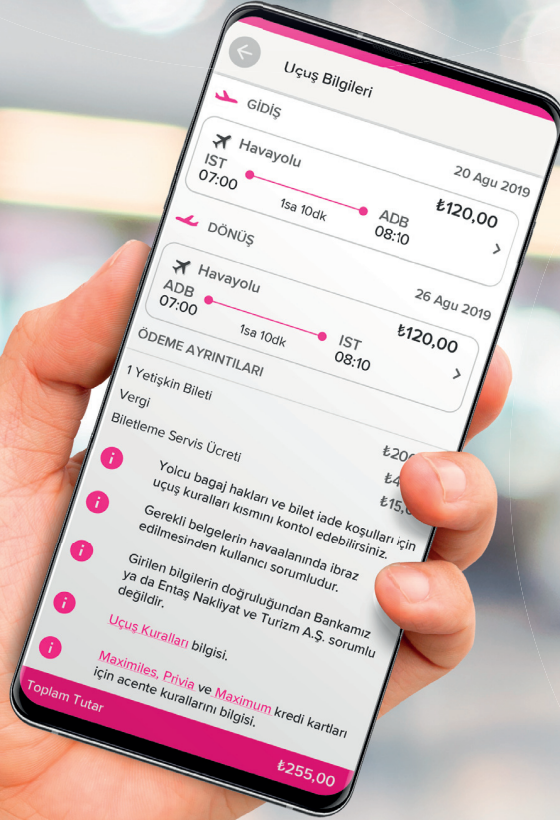 Uçuş Bilgileri
GİDİŞ
20 Agu 2019
Havayolu
₺120,00
IST
07:00
1sa 10dk
ADB
08:10
DÖNÜŞ
26 Agu 2019
Havayolu
₺120,00
ADB
07:00
1sa 10dk
IST
08:10
ÖDEME AYRINTILARI
1 Yetişkin Bileti
Vergi
Biletleme Servis Ücreti
Yolcu bagaj hakları ve bilet iade koşulları için
uçuş kuralları kısmını kontol edebilirsiniz.
Gerekli belgelerin havaalanında ibraz
edilmesinden kullanıcı sorumludur.
Girilen bilgilerin doğruluğundan Bankamız
ya da Entaş Nakliyat ve Turizm A.Ş. sorumlu
değildir.
Uçuş Kuralları bilgisi.
Maximiles, Privia ve Maximum kredi kartları
için acente kurallarını bilgisi.
Toplam Tutar
₺255,00